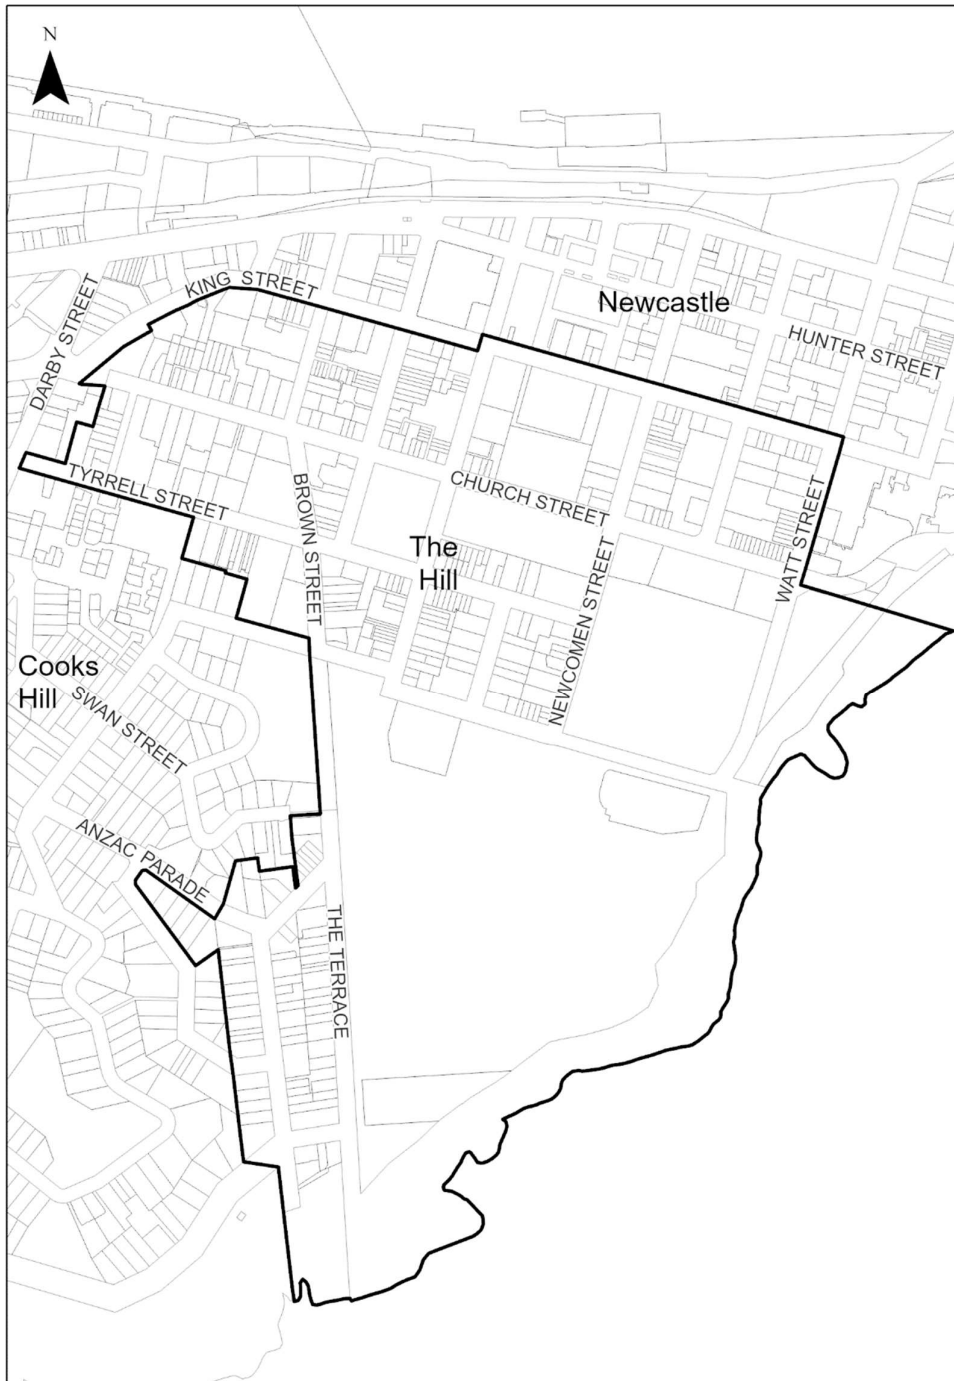 N
KING STREET
DARBY STREET
Newcastle
HUNTER STREET
TYRRELL STREET
BROWN STREET
CHURCH STREET
WATT STREET
The
Hill
NEWCOMEN STREET
Cooks
Hill
SWAN STREET
ANZAC PARADE
THE TERRACE